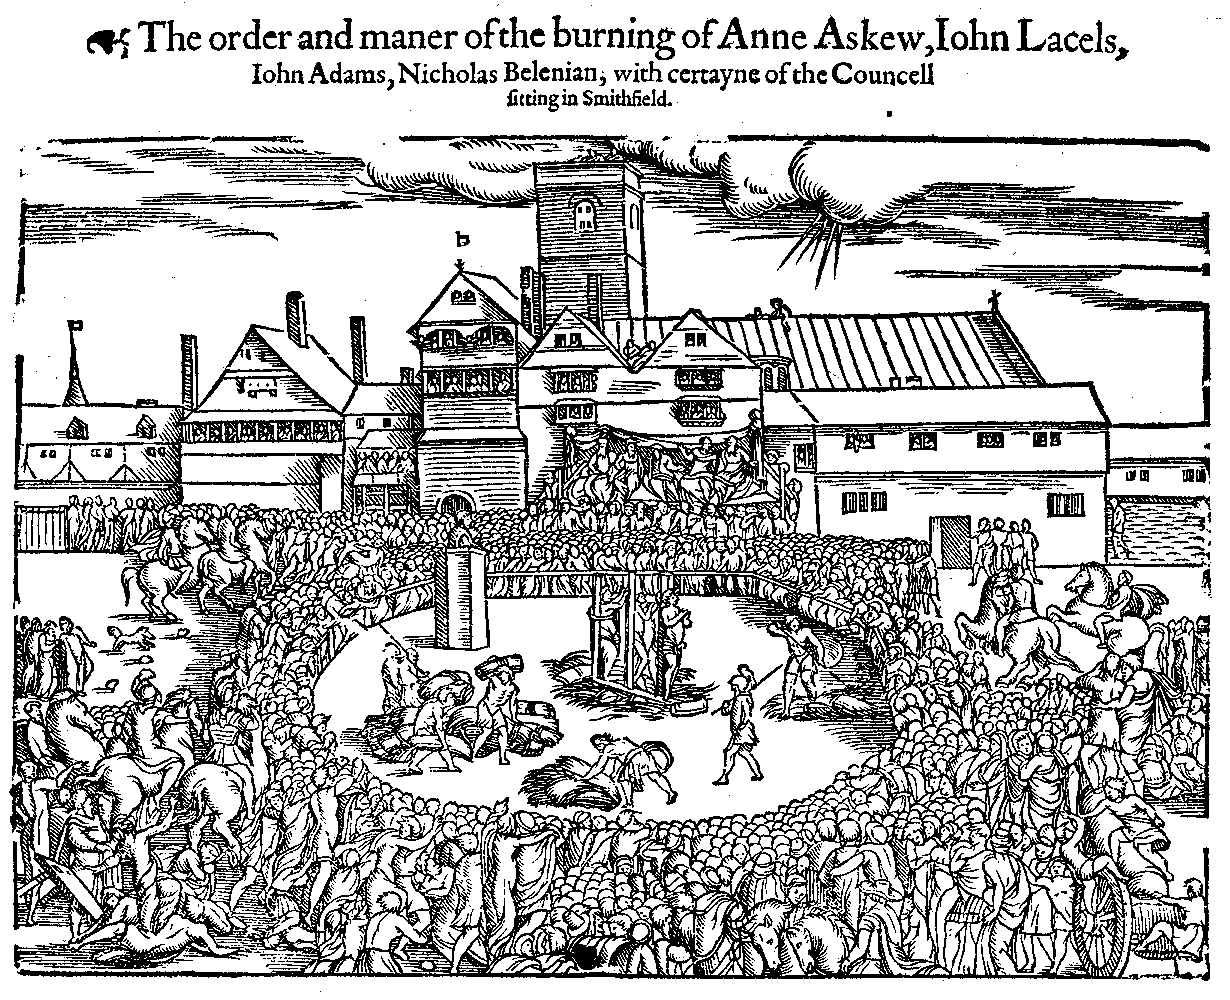 The order and maner of the burning of Anne Askew, Iohn Lacels,
Iohn Adams, Nicholas Belenian, with certayne of the Councell
sitting in Smithfield.